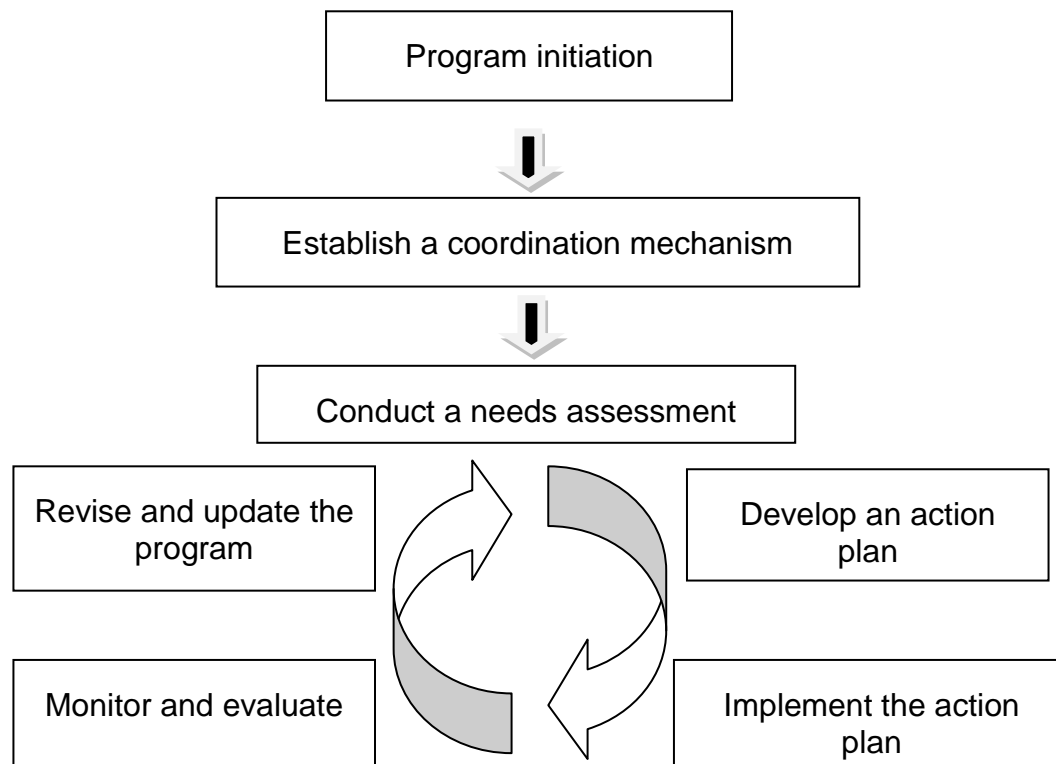 Program initiation
Establish a coordination mechanism
Conduct a needs assessment
Revise and update the
program
Develop an action
plan
Monitor and evaluate
Implement the action
plan